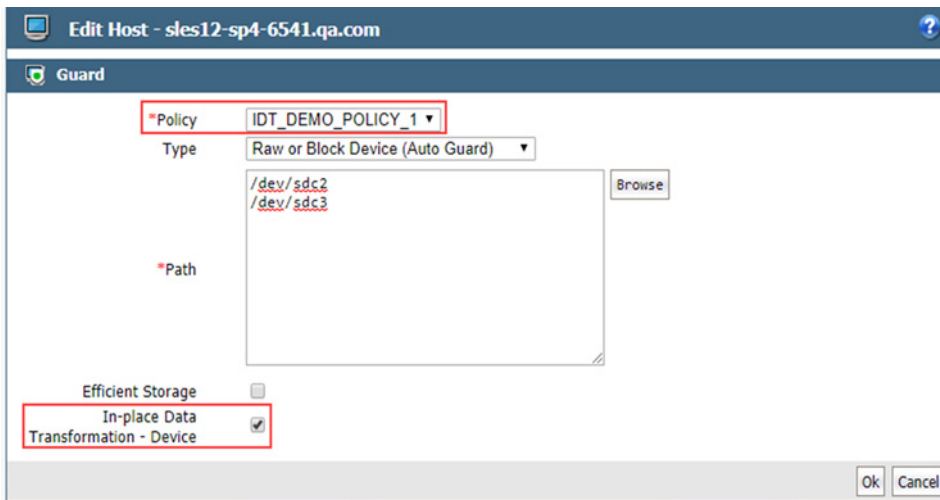 Edit Host - sles12-sp4-6541.qa.com
?
Guard
*Policy IDT_DEMO_POLICY_1
Type Raw or Block Device (Auto Guard)
/dev/sdc2
/dev/sdc3
Browse
*Path
Efficient Storage
In-place Data
Transformation - Device
Ok Cancel